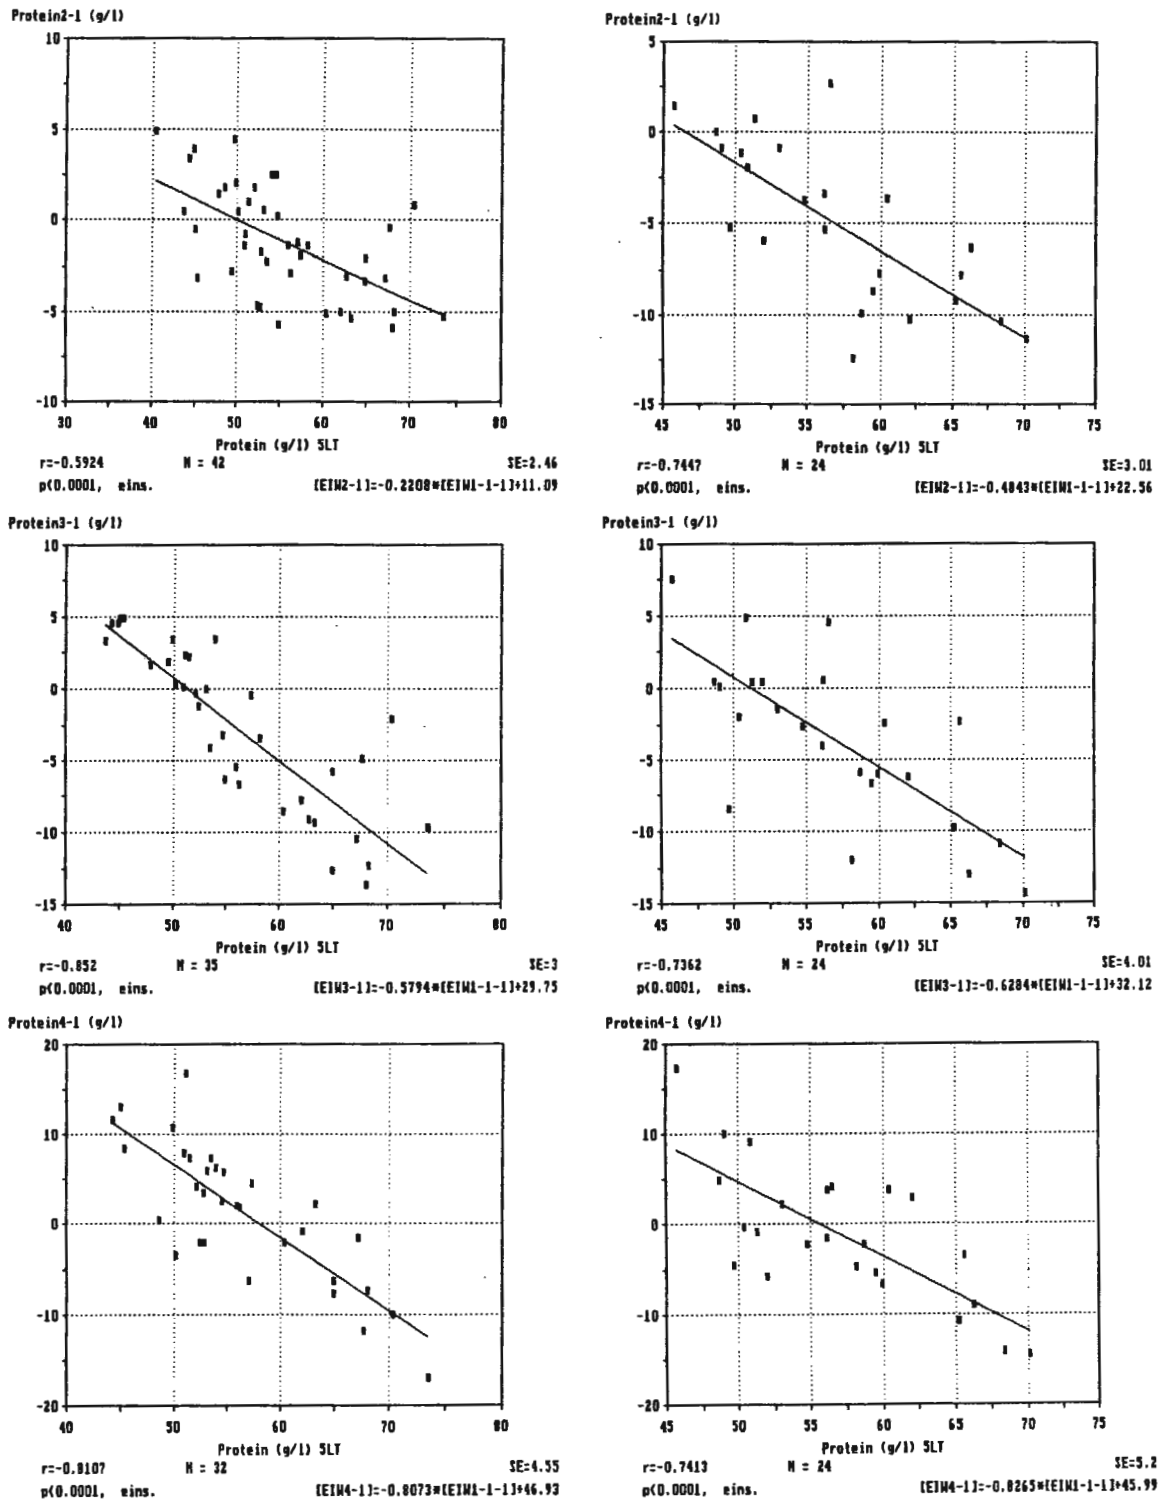 Protein2-1 (g/l)
10
5
0
-5
-10
30 40 50 60 70 80
Protein (g/l) 5LT
r=-0.5924 N = 42 SE=2.46
p<0.0001, eins. [EIW2-1]=-0.2208*[EIW1-1-1]+11.09
Protein2-1 (g/l)
5
0
-5
-10
-15
45 50 55 60 65 70 75
Protein (g/l) 5LT
r=-0.7447 N = 24 SE=3.01
p<0.0001, eins. [EIW2-1]=-0.4843*[EIW1-1-1]+22.56
Protein3-1 (g/l)
10
5
0
-5
-10
-15
40 50 60 70 80
Protein (g/l) 5LT
r=-0.852 N = 35 SE=3
p<0.0001, eins. [EIW3-1]=-0.5794*[EIW1-1-1]+29.75
Protein3-1 (g/l)
10
5
0
-5
-10
-15
45 50 55 60 65 70 75
Protein (g/l) 5LT
r=-0.7362 N = 24 SE=4.01
p<0.0001, eins. [EIW3-1]=-0.6284*[EIW1-1-1]+32.12
Protein4-1 (g/l)
20
10
0
-10
-20
40 50 60 70 80
Protein (g/l) 5LT
r=-0.8107 N = 32 SE=4.55
p<0.0001, eins. [EIW4-1]=-0.8073*[EIW1-1-1]+46.93
Protein4-1 (g/l)
20
10
0
-10
-20
45 50 55 60 65 70 75
Protein (g/l) 5LT
r=-0.7413 N = 24 SE=5.2
p<0.0001, eins. [EIW4-1]=-0.8265*[EIW1-1-1]+45.99